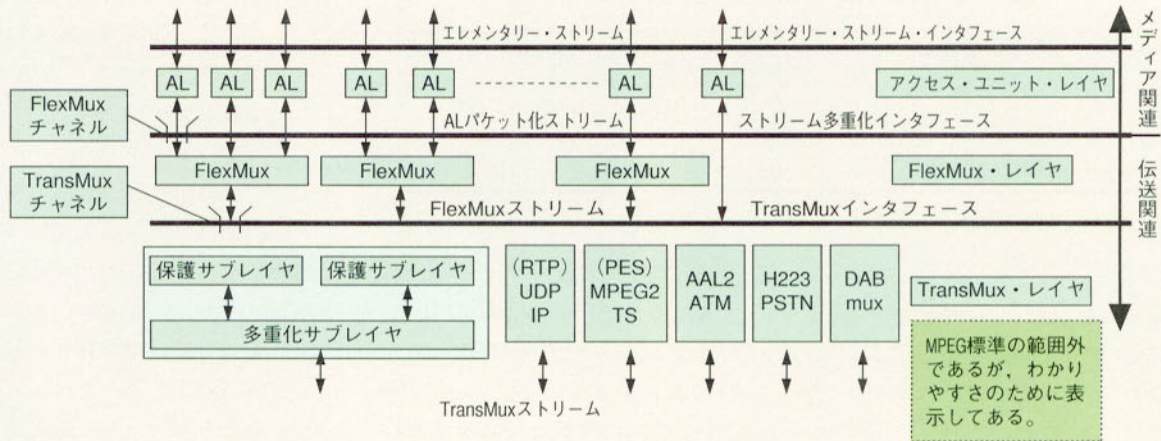 エレメンタリー・ストリーム
エレメンタリー・ストリーム・インタフェース
メディア関連
AL AL AL AL AL AL AL
アクセス・ユニット・レイヤ
FlexMux
チャネル
ALパケット化ストリーム
ストリーム多重化インタフェース
FlexMux FlexMux FlexMux
FlexMux・レイヤ
伝送関連
TransMux
チャネル
FlexMuxストリーム
TransMuxインタフェース
保護サブレイヤ 保護サブレイヤ
多重化サブレイヤ
(RTP)
UDP
IP
(PES)
MPEG2
TS
AAL2
ATM
H223
PSTN
DAB
mux
TransMux・レイヤ
TransMuxストリーム
MPEG標準の範囲外
であるが，わかり
やすさのために表
示してある。